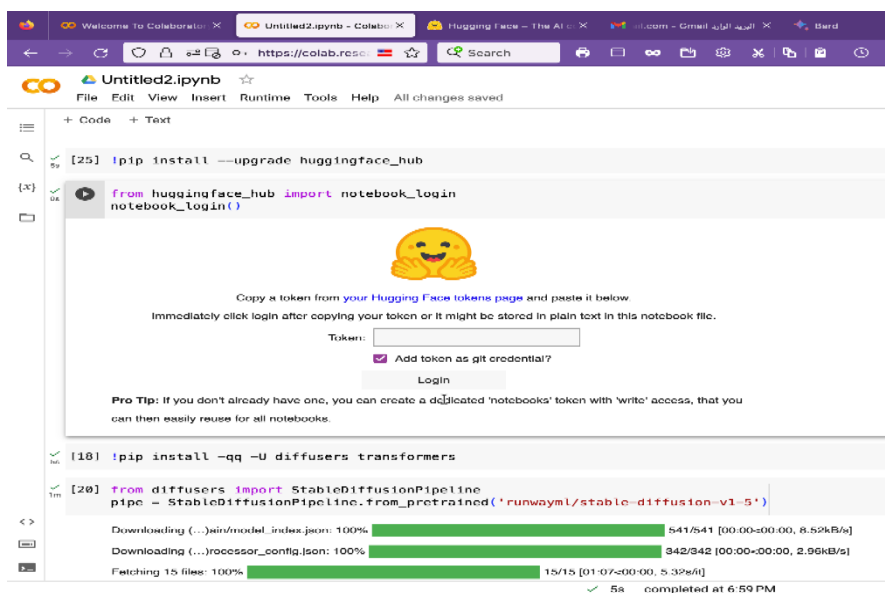 Welcome To Colaborator
Untitled2.ipynb - Colabor
Hugging Face – The AI c
il.com – Gmail البريد الوارد
Bard
https://colab.rese
Search
Untitled2.ipynb
File Edit View Insert Runtime Tools Help All changes saved
+ Code + Text
[25] !pip install --upgrade huggingface_hub
5s
{x}
0s
from huggingface_hub import notebook_login
notebook_login()
Copy a token from your Hugging Face tokens page and paste it below.
Immediately click login after copying your token or it might be stored in plain text in this notebook file.
Token:
Add token as git credential?
Login
Pro Tip: If you don't already have one, you can create a dedicated 'notebooks' token with 'write' access, that you
can then easily reuse for all notebooks.
[18] !pip install -qq -U diffusers transformers
[20] from diffusers import StableDiffusionPipeline
1m
pipe = StableDiffusionPipeline.from_pretrained('runwayml/stable-diffusion-v1-5')
Downloading (…)ain/model_index.json: 100% 541/541 [00:00<00:00, 8.52kB/s]
Downloading (…)rocessor_config.json: 100% 342/342 [00:00<00:00, 2.96kB/s]
Fetching 15 files: 100% 15/15 [01:07<00:00, 5.32s/it]
5s completed at 6:59 PM